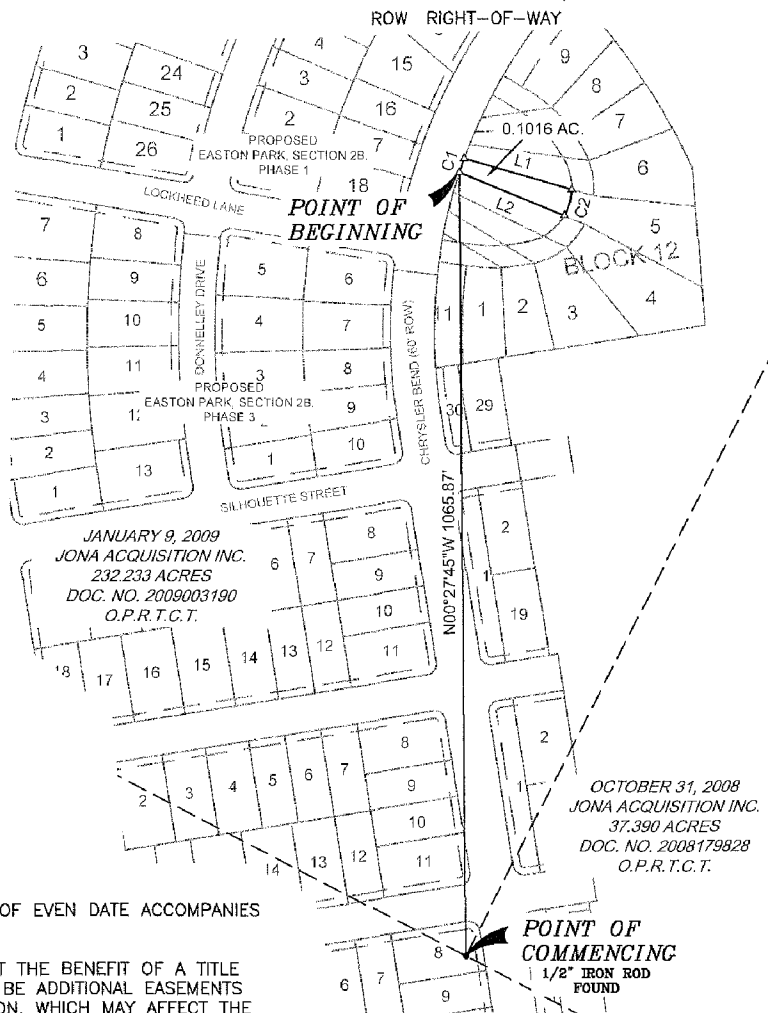 ROW RIGHT-OF-WAY
3
24
2
25
1
26
4
3
2
15
16
7
18
PROPOSED
EASTON PARK, SECTION 2B.
PHASE 1
9
8
7
6
5
4
3
2
1
1
0.1016 AC.
C1
L1
L2
C2
BLOCK 12
LOCKHEED LANE
POINT OF
BEGINNING
7
8
6
9
5
10
4
11
3
2
13
1
DONNELLEY DRIVE
5
6
4
7
3
8
9
1
10
PROPOSED
EASTON PARK, SECTION 2B.
PHASE 3
CHRYSLER BEND (60' ROW)
30
29
SILHOUETTE STREET
N00°27'45"W 1065.87'
JANUARY 9, 2009
JONA ACQUISITION INC.
232.233 ACRES
DOC. NO. 2009003190
O.P.R.T.C.T.
6
7
8
9
10
11
18
17
16
15
14
13
12
2
1
19
2
3
4
5
6
7
8
9
10
11
14
13
12
2
1
OCTOBER 31, 2008
JONA ACQUISITION INC.
37.390 ACRES
DOC. NO. 2008179828
O.P.R.T.C.T.
OF EVEN DATE ACCOMPANIES
T THE BENEFIT OF A TITLE
BE ADDITIONAL EASEMENTS
ON, WHICH MAY AFFECT THE
6
7
8
9
POINT OF
COMMENCING
1/2" IRON ROD
FOUND